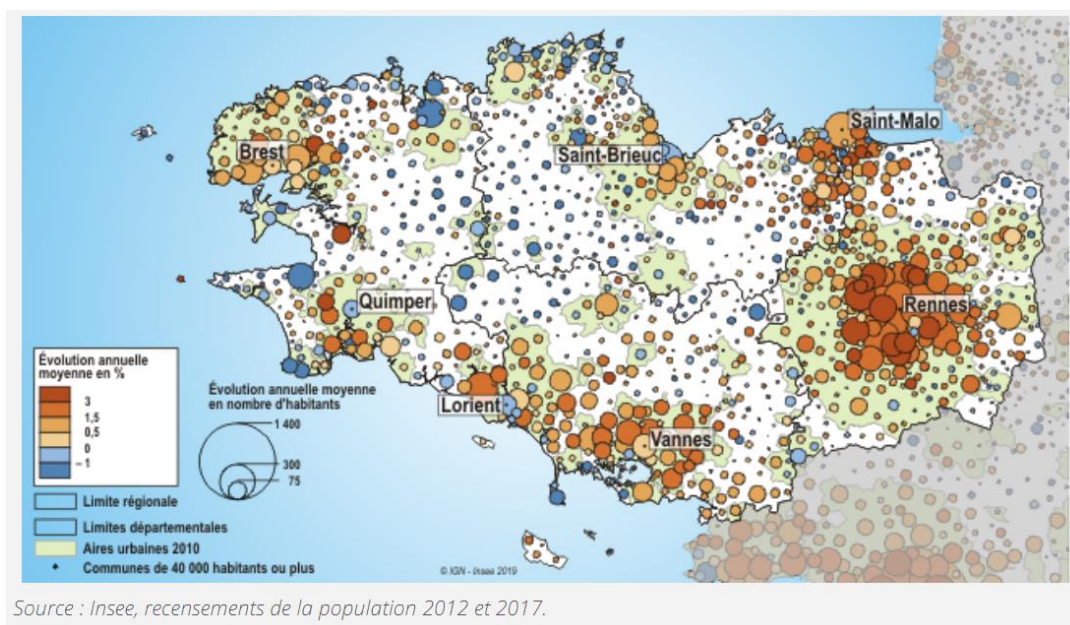 Saint-Malo
Brest
Saint-Brieuc
Quimper
Rennes
Lorient
Vannes
Évolution annuelle
moyenne en %
3
1,5
0,5
0
– 1
Évolution annuelle moyenne
en nombre d'habitants
1 400
300
75
Limite régionale
Limites départementales
Aires urbaines 2010
Communes de 40 000 habitants ou plus
© IGN - Insee 2019
Source : Insee, recensements de la population 2012 et 2017.